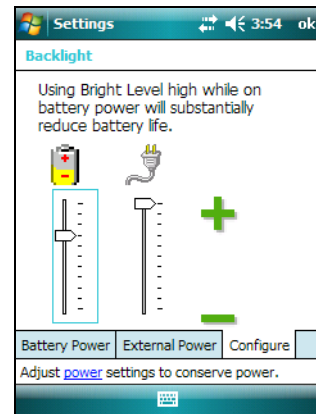 Settings 3:54 ok
Backlight
Using Bright Level high while on
battery power will substantially
reduce battery life.
Battery Power External Power Configure
Adjust power settings to conserve power.